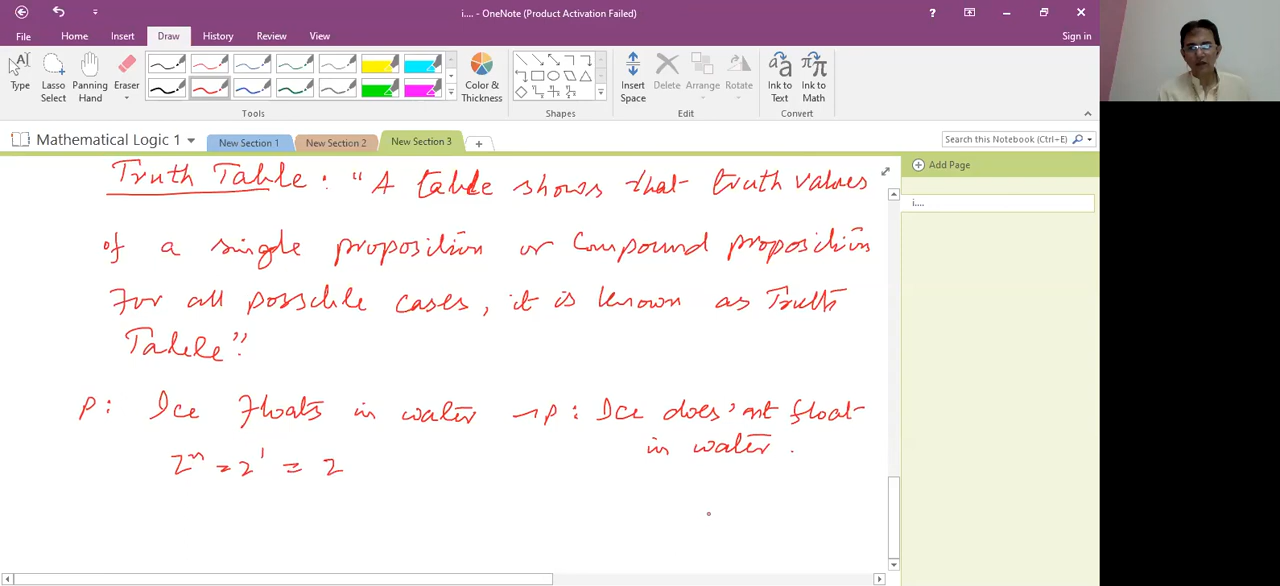 i.... - OneNote (Product Activation Failed)
?
File Home Insert Draw History Review View Sign in
Type Lasso Select Panning Hand Eraser Color & Thickness Insert Space Delete Arrange Rotate Ink to Text Ink to Math
Tools Shapes Edit Convert
Mathematical Logic 1 New Section 1 New Section 2 New Section 3 + Search this Notebook (Ctrl+E)
Add Page
i....
Truth Table : "A table shows that truth values
of a single proposition or Compound proposition
For all possible cases, it is known as Truth
Table".
p : Ice floats in water ¬p : Ice does'nt float
in water.
2ⁿ = 2¹ = 2